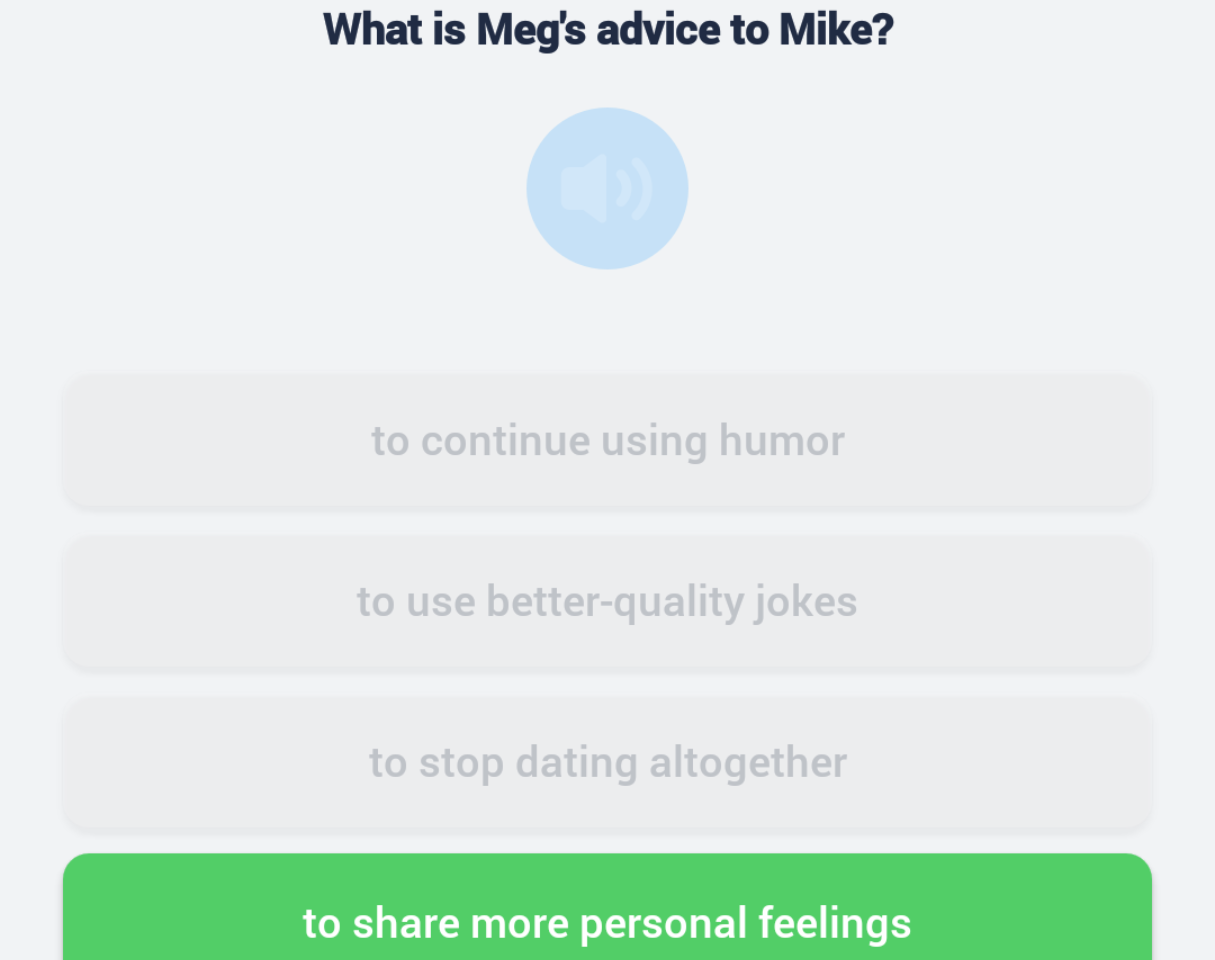 What is Meg's advice to Mike?
to continue using humor
to use better-quality jokes
to stop dating altogether
to share more personal feelings